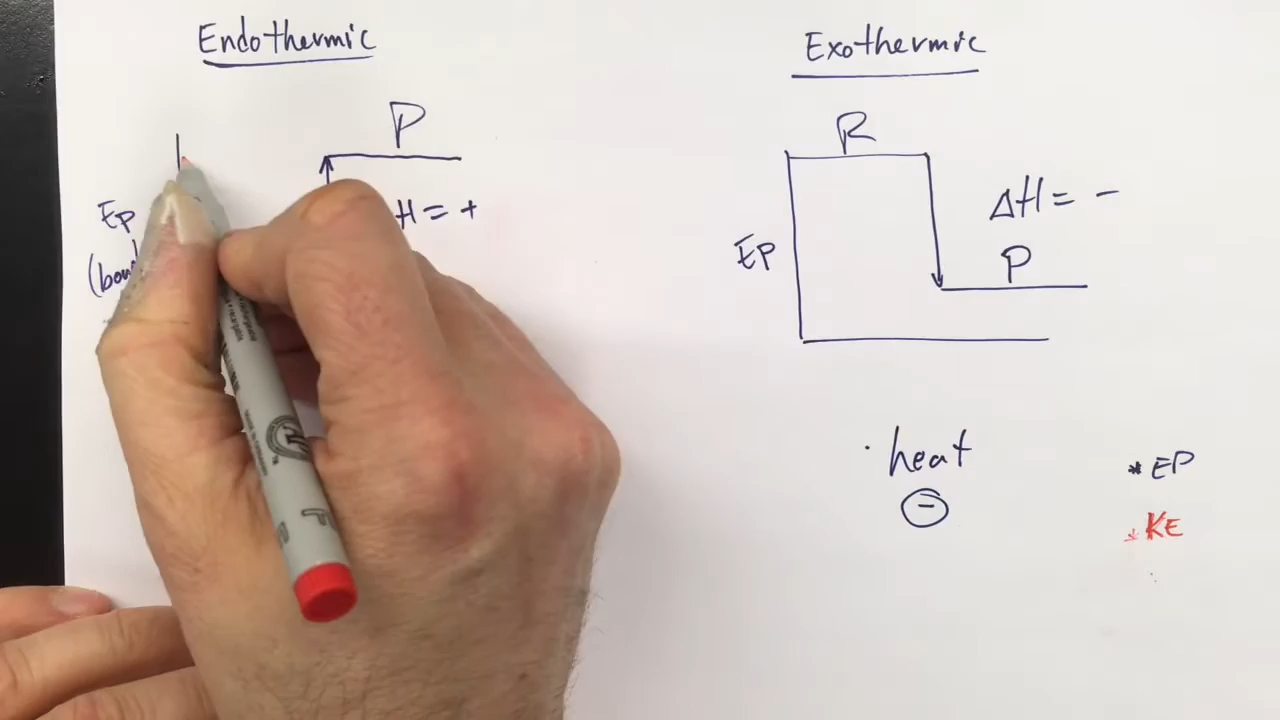 Endothermic
P
Ep
H = +
Exothermic
R
Ep
ΔH = -
P
· heat
-
* EP
* KE